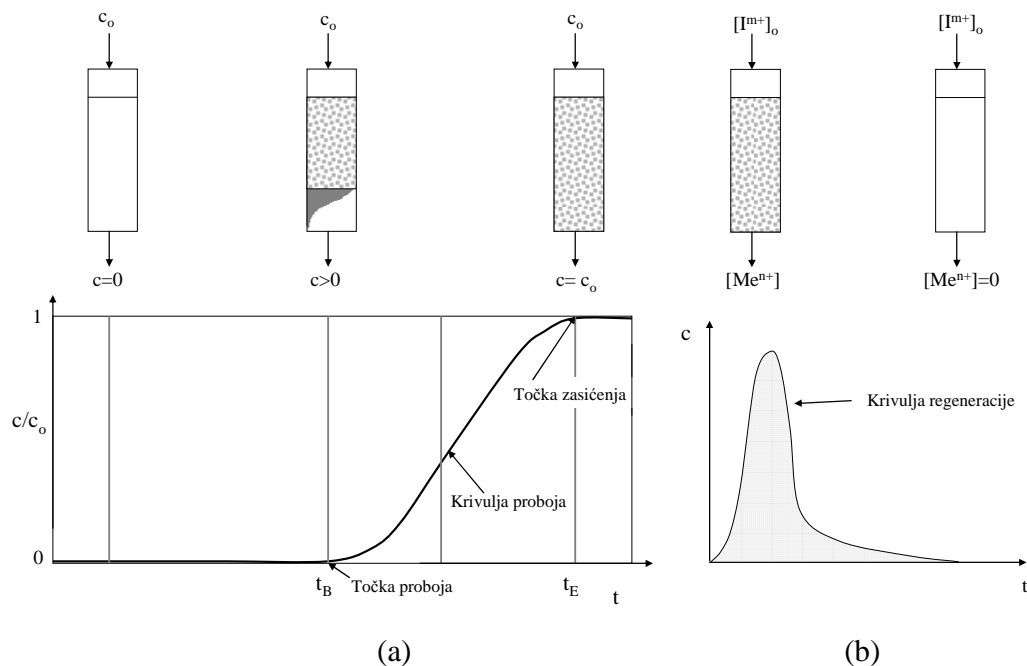 c₀
c₀
c₀
[Iᵐ⁺]₀
[Iᵐ⁺]₀
c=0
c>0
c= c₀
[Meⁿ⁺]
[Meⁿ⁺]=0
1
c/c₀
0
Točka zasićenja
Krivulja proboja
Točka proboja
t_B
t_E
t
c
Krivulja regeneracije
t
(a)
(b)